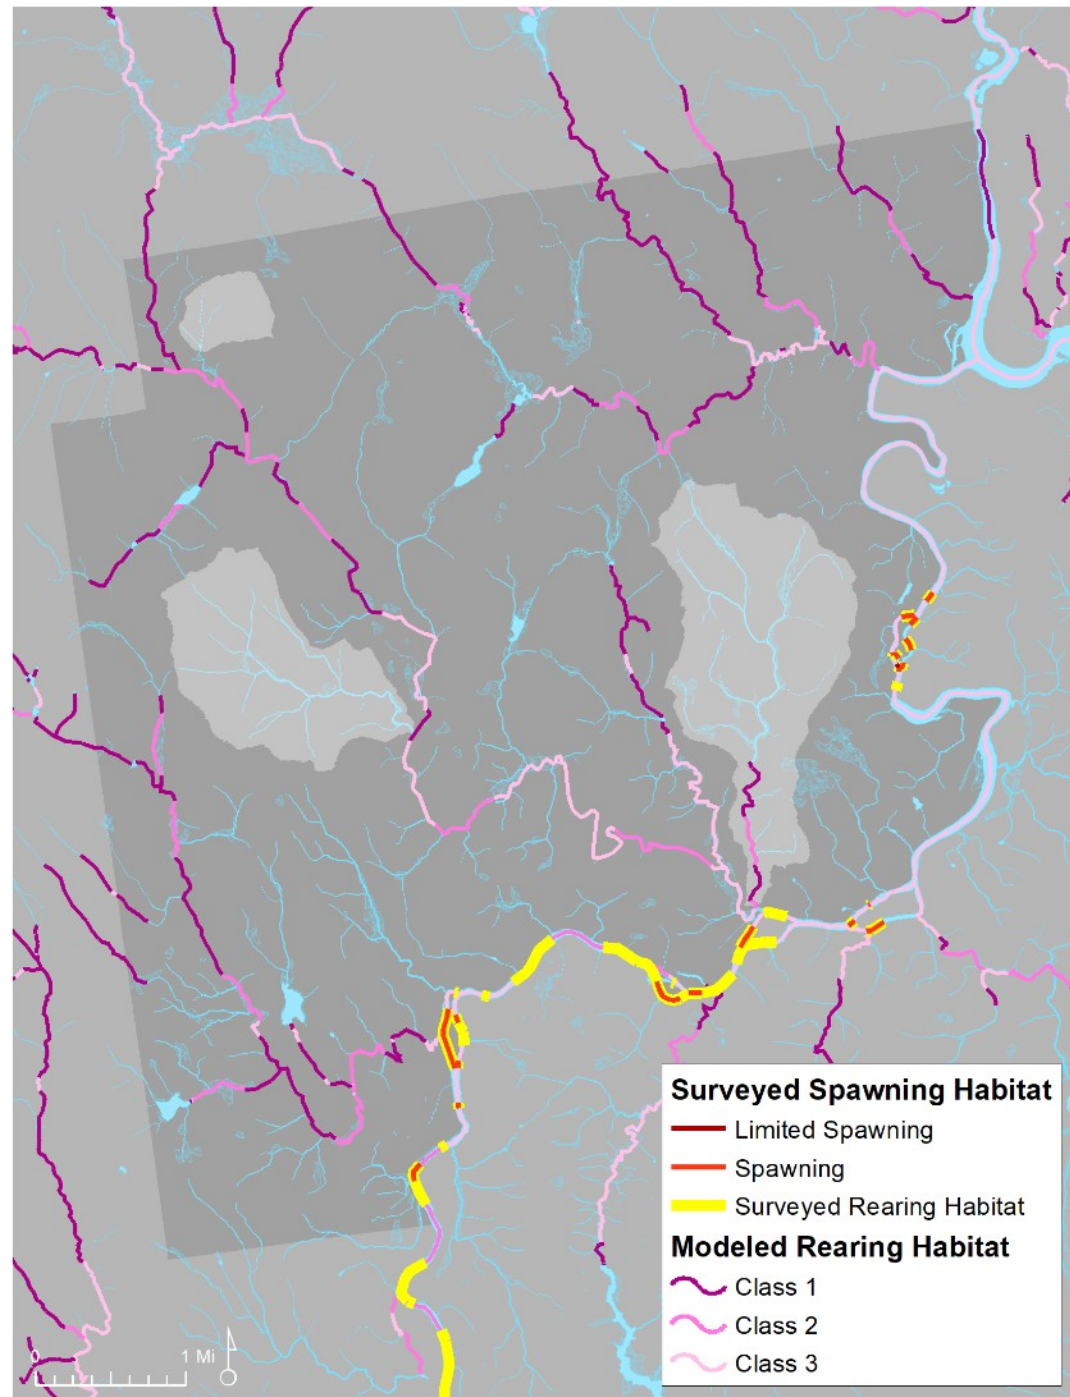 Surveyed Spawning Habitat
Limited Spawning
Spawning
Surveyed Rearing Habitat
Modeled Rearing Habitat
Class 1
Class 2
Class 3
0 1 Mi